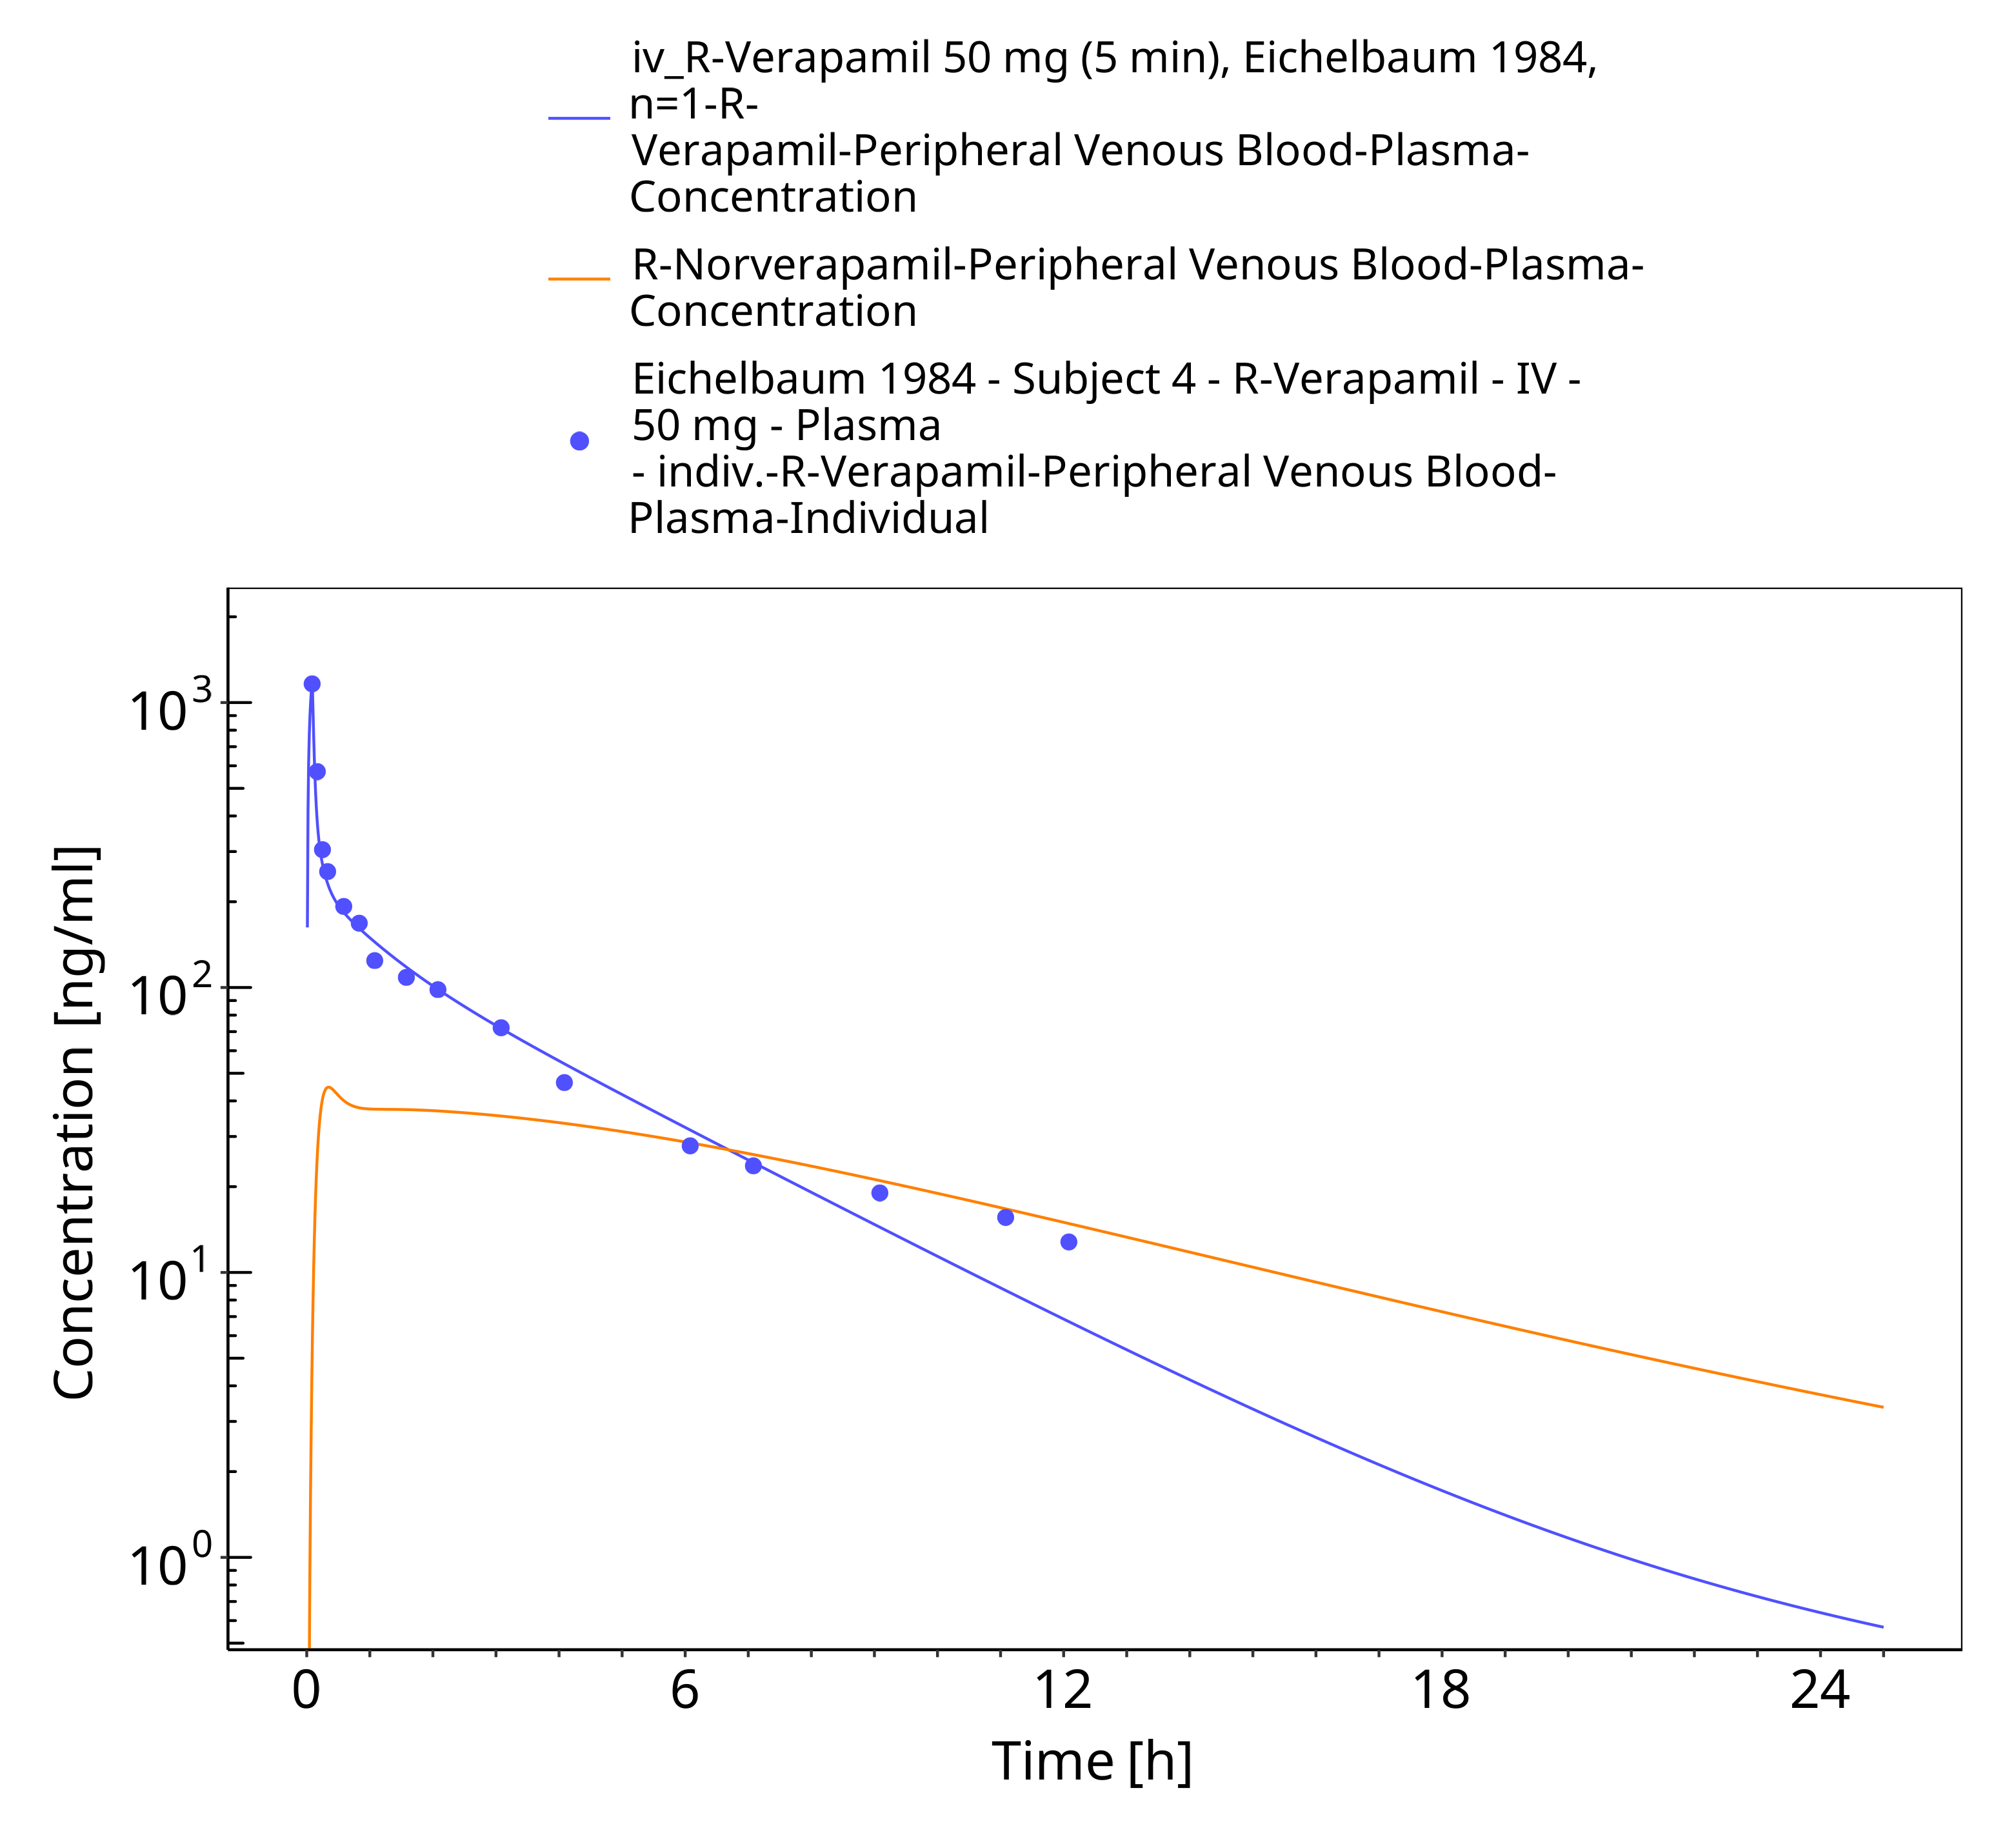 iv_R-Verapamil 50 mg (5 min), Eichelbaum 1984,
n=1-R-
Verapamil-Peripheral Venous Blood-Plasma-
Concentration
R-Norverapamil-Peripheral Venous Blood-Plasma-
Concentration
Eichelbaum 1984 - Subject 4 - R-Verapamil - IV -
50 mg - Plasma
- indiv.-R-Verapamil-Peripheral Venous Blood-
Plasma-Individual
Concentration [ng/ml]
10³
10²
10¹
10⁰
0 6 12 18 24
Time [h]